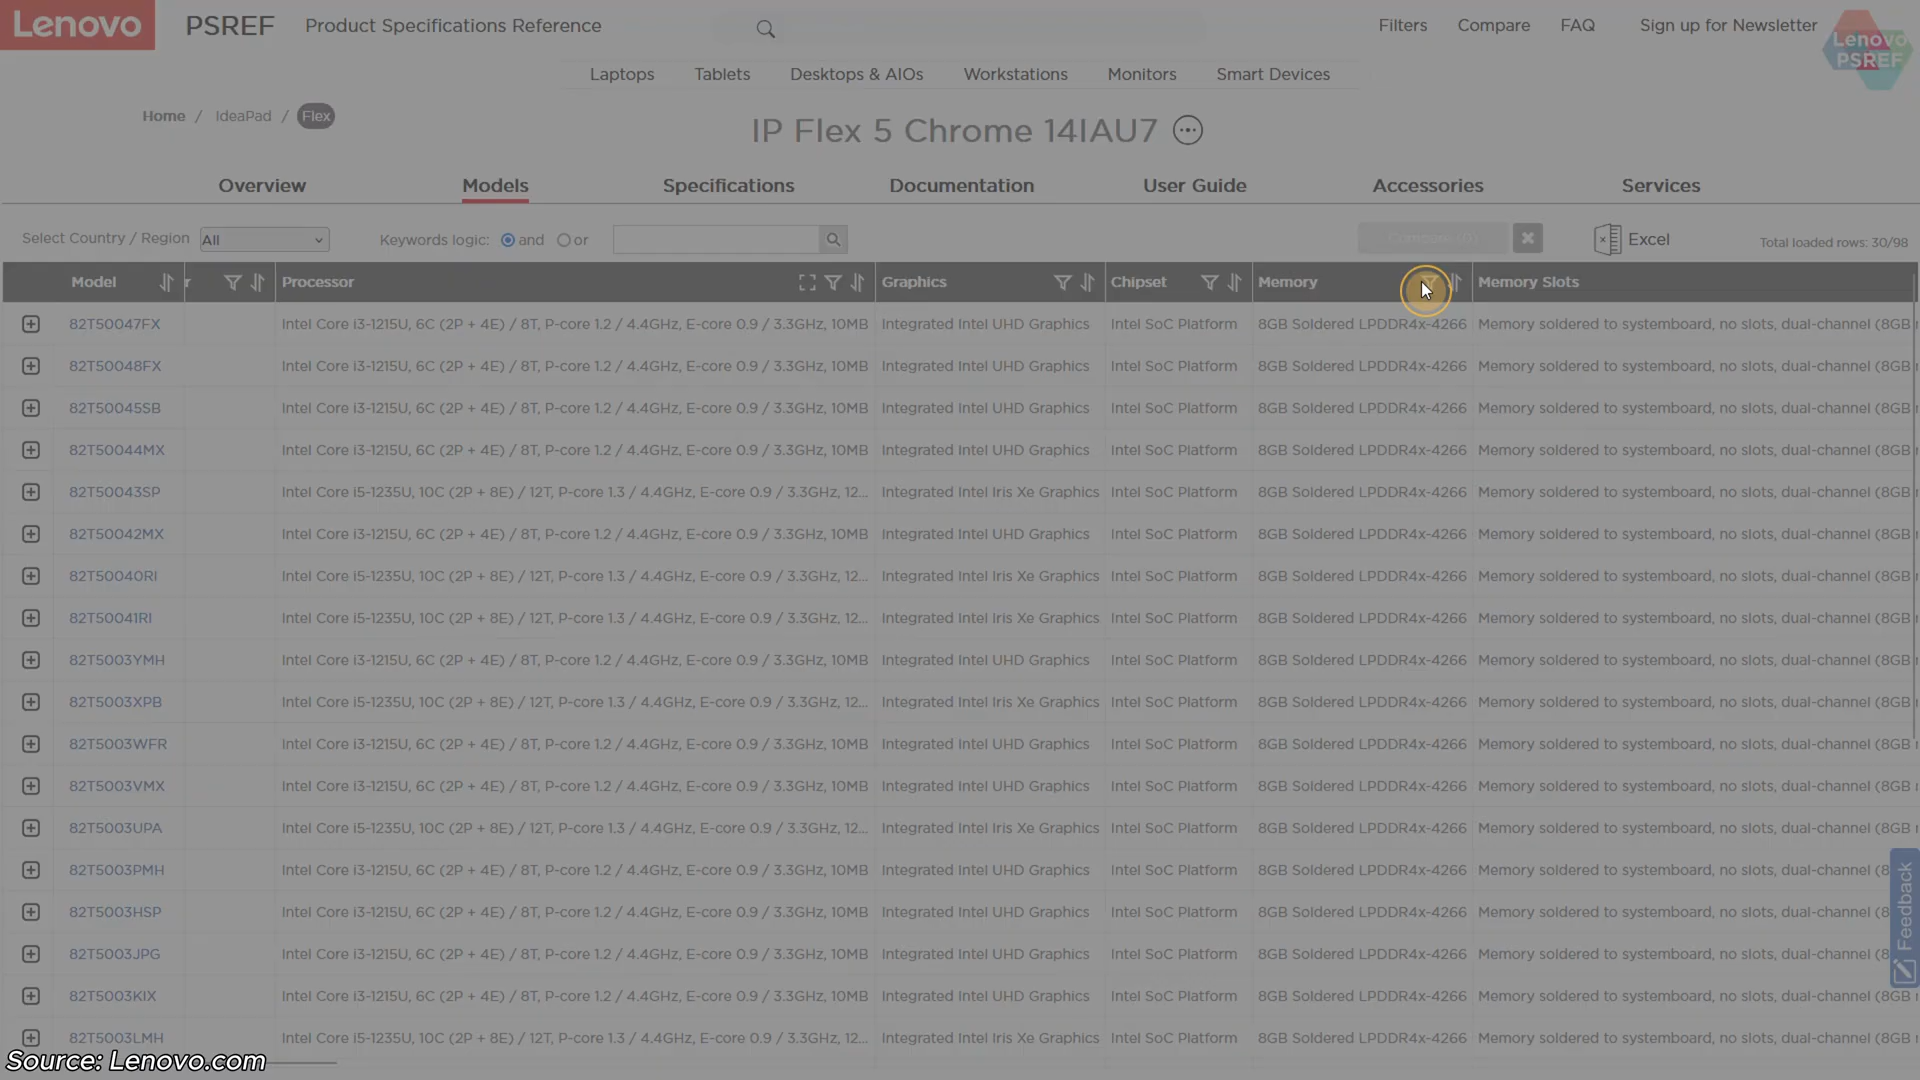 Lenovo PSREF Product Specifications Reference Filters Compare FAQ Sign up for Newsletter
Lenovo PSREF
Laptops Tablets Desktops & AIOs Workstations Monitors Smart Devices
Home / IdeaPad / Flex
IP Flex 5 Chrome 14IAU7
Overview Models Specifications Documentation User Guide Accessories Services
Select Country / Region All Keywords logic: and or Excel Total loaded rows: 30/98
Model r Processor Graphics Chipset Memory Memory Slots
82T50047FX Intel Core i3-1215U, 6C (2P + 4E) / 8T, P-core 1.2 / 4.4GHz, E-core 0.9 / 3.3GHz, 10MB Integrated Intel UHD Graphics Intel SoC Platform 8GB Soldered LPDDR4x-4266 Memory soldered to systemboard, no slots, dual-channel (8GB
82T50048FX Intel Core i3-1215U, 6C (2P + 4E) / 8T, P-core 1.2 / 4.4GHz, E-core 0.9 / 3.3GHz, 10MB Integrated Intel UHD Graphics Intel SoC Platform 8GB Soldered LPDDR4x-4266 Memory soldered to systemboard, no slots, dual-channel (8GB
82T50045SB Intel Core i3-1215U, 6C (2P + 4E) / 8T, P-core 1.2 / 4.4GHz, E-core 0.9 / 3.3GHz, 10MB Integrated Intel UHD Graphics Intel SoC Platform 8GB Soldered LPDDR4x-4266 Memory soldered to systemboard, no slots, dual-channel (8GB
82T50044MX Intel Core i3-1215U, 6C (2P + 4E) / 8T, P-core 1.2 / 4.4GHz, E-core 0.9 / 3.3GHz, 10MB Integrated Intel UHD Graphics Intel SoC Platform 8GB Soldered LPDDR4x-4266 Memory soldered to systemboard, no slots, dual-channel (8GB
82T50043SP Intel Core i5-1235U, 10C (2P + 8E) / 12T, P-core 1.3 / 4.4GHz, E-core 0.9 / 3.3GHz, 12... Integrated Intel Iris Xe Graphics Intel SoC Platform 8GB Soldered LPDDR4x-4266 Memory soldered to systemboard, no slots, dual-channel (8GB
82T50042MX Intel Core i3-1215U, 6C (2P + 4E) / 8T, P-core 1.2 / 4.4GHz, E-core 0.9 / 3.3GHz, 10MB Integrated Intel UHD Graphics Intel SoC Platform 8GB Soldered LPDDR4x-4266 Memory soldered to systemboard, no slots, dual-channel (8GB
82T50040RI Intel Core i5-1235U, 10C (2P + 8E) / 12T, P-core 1.3 / 4.4GHz, E-core 0.9 / 3.3GHz, 12... Integrated Intel Iris Xe Graphics Intel SoC Platform 8GB Soldered LPDDR4x-4266 Memory soldered to systemboard, no slots, dual-channel (8GB
82T50041RI Intel Core i5-1235U, 10C (2P + 8E) / 12T, P-core 1.3 / 4.4GHz, E-core 0.9 / 3.3GHz, 12... Integrated Intel Iris Xe Graphics Intel SoC Platform 8GB Soldered LPDDR4x-4266 Memory soldered to systemboard, no slots, dual-channel (8GB
82T5003YMH Intel Core i3-1215U, 6C (2P + 4E) / 8T, P-core 1.2 / 4.4GHz, E-core 0.9 / 3.3GHz, 10MB Integrated Intel UHD Graphics Intel SoC Platform 8GB Soldered LPDDR4x-4266 Memory soldered to systemboard, no slots, dual-channel (8GB
82T5003XPB Intel Core i5-1235U, 10C (2P + 8E) / 12T, P-core 1.3 / 4.4GHz, E-core 0.9 / 3.3GHz, 12... Integrated Intel Iris Xe Graphics Intel SoC Platform 8GB Soldered LPDDR4x-4266 Memory soldered to systemboard, no slots, dual-channel (8GB
82T5003WFR Intel Core i3-1215U, 6C (2P + 4E) / 8T, P-core 1.2 / 4.4GHz, E-core 0.9 / 3.3GHz, 10MB Integrated Intel UHD Graphics Intel SoC Platform 8GB Soldered LPDDR4x-4266 Memory soldered to systemboard, no slots, dual-channel (8GB
82T5003VMX Intel Core i3-1215U, 6C (2P + 4E) / 8T, P-core 1.2 / 4.4GHz, E-core 0.9 / 3.3GHz, 10MB Integrated Intel UHD Graphics Intel SoC Platform 8GB Soldered LPDDR4x-4266 Memory soldered to systemboard, no slots, dual-channel (8GB
82T5003UPA Intel Core i5-1235U, 10C (2P + 8E) / 12T, P-core 1.3 / 4.4GHz, E-core 0.9 / 3.3GHz, 12... Integrated Intel Iris Xe Graphics Intel SoC Platform 8GB Soldered LPDDR4x-4266 Memory soldered to systemboard, no slots, dual-channel (8GB
82T5003PMH Intel Core i3-1215U, 6C (2P + 4E) / 8T, P-core 1.2 / 4.4GHz, E-core 0.9 / 3.3GHz, 10MB Integrated Intel UHD Graphics Intel SoC Platform 8GB Soldered LPDDR4x-4266 Memory soldered to systemboard, no slots, dual-channel (8
82T5003HSP Intel Core i3-1215U, 6C (2P + 4E) / 8T, P-core 1.2 / 4.4GHz, E-core 0.9 / 3.3GHz, 10MB Integrated Intel UHD Graphics Intel SoC Platform 8GB Soldered LPDDR4x-4266 Memory soldered to systemboard, no slots, dual-channel (8
82T5003JPG Intel Core i3-1215U, 6C (2P + 4E) / 8T, P-core 1.2 / 4.4GHz, E-core 0.9 / 3.3GHz, 10MB Integrated Intel UHD Graphics Intel SoC Platform 8GB Soldered LPDDR4x-4266 Memory soldered to systemboard, no slots, dual-channel (8
Feedback
82T5003KIX Intel Core i3-1215U, 6C (2P + 4E) / 8T, P-core 1.2 / 4.4GHz, E-core 0.9 / 3.3GHz, 10MB Integrated Intel UHD Graphics Intel SoC Platform 8GB Soldered LPDDR4x-4266 Memory soldered to systemboard, no slots, dual-channel (8GB
82T5003LMH Intel Core i5-1235U, 10C (2P + 8E) / 12T, P-core 1.3 / 4.4GHz, E-core 0.9 / 3.3GHz, 12... Integrated Intel Iris Xe Graphics Intel SoC Platform 8GB Soldered LPDDR4x-4266 Memory soldered to systemboard, no slots, dual-channel (8GB
Source: Lenovo.com